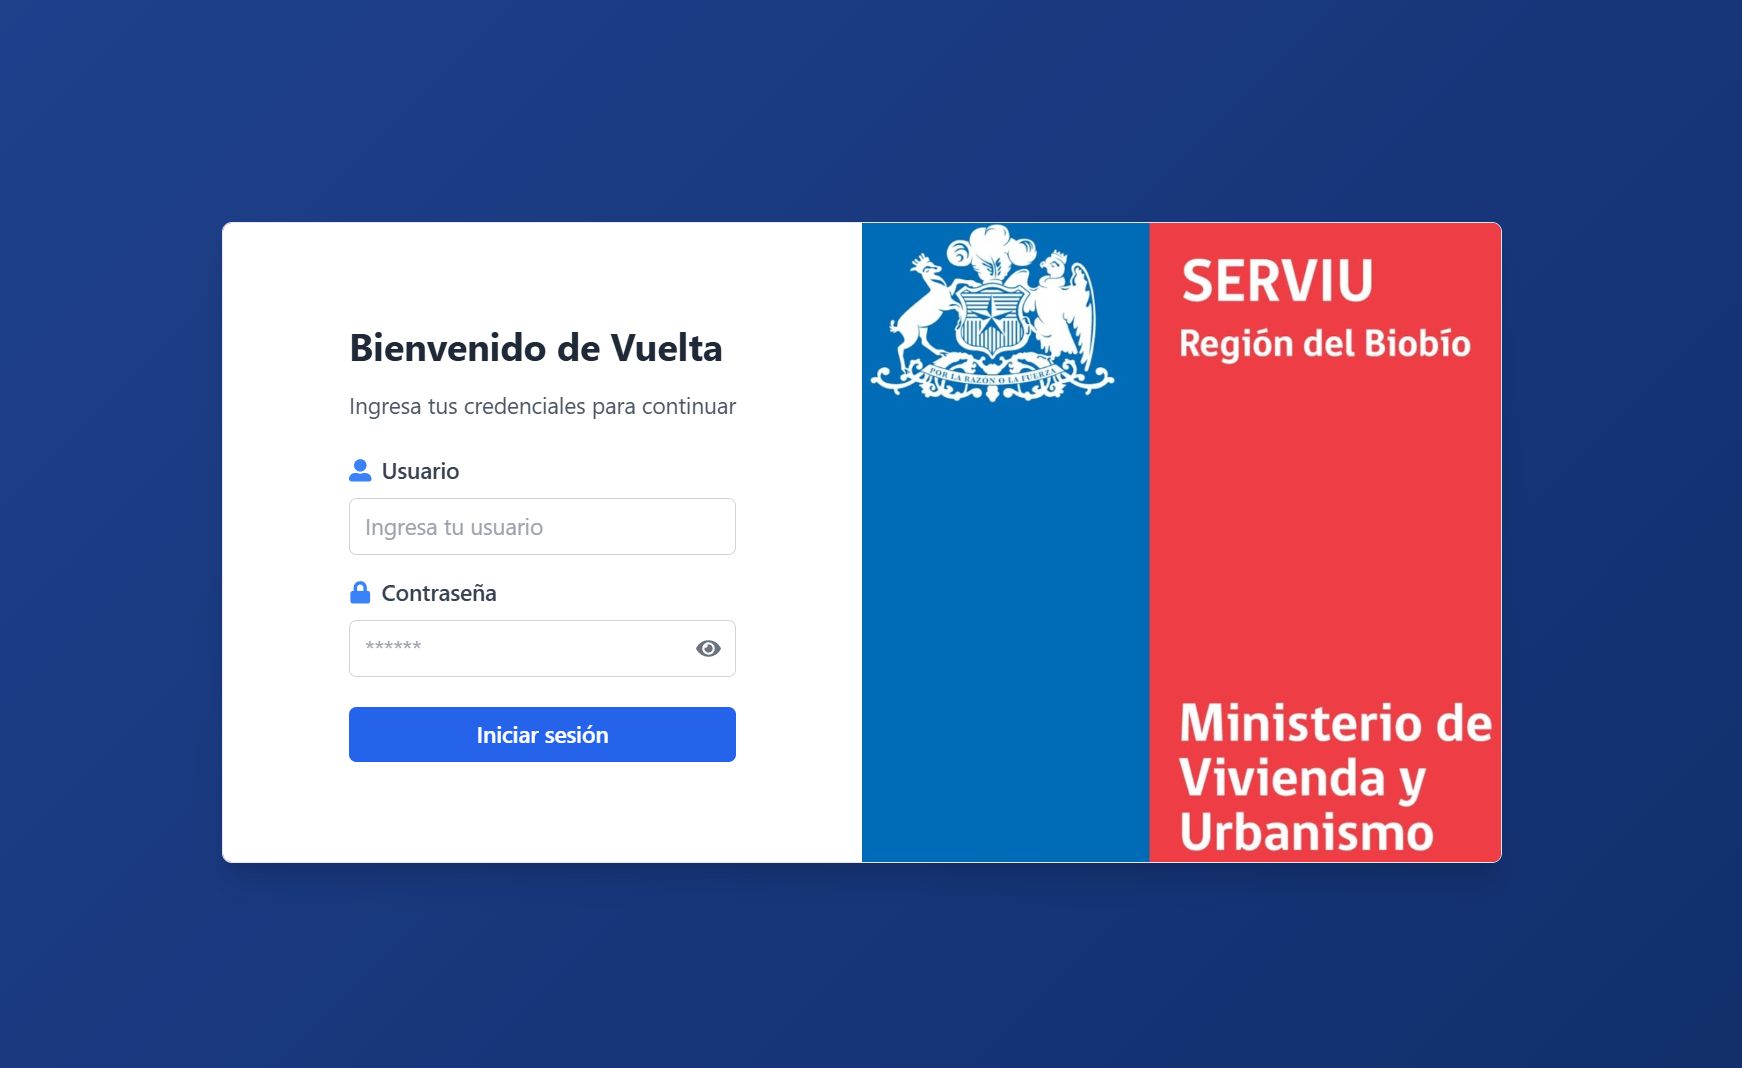 Bienvenido de Vuelta
Ingresa tus credenciales para continuar
Usuario
Ingresa tu usuario
Contraseña
******
Iniciar sesión
POR LA RAZON O LA FUERZA
SERVIU
Región del Biobío
Ministerio de
Vivienda y
Urbanismo